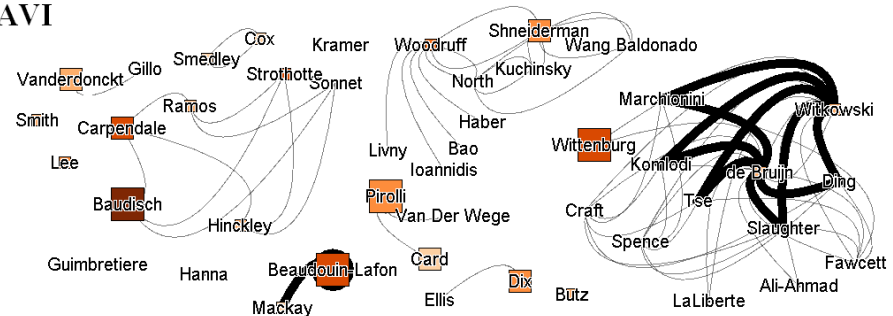 AVI
Cox
Smedley
Kramer
Woodruff
Shneiderman
Wang Baldonado
Vanderdonckt
Gillo
Strothotte
Sonnet
North
Kuchinsky
Marchionini
Witkowski
Smith
Ramos
Carpendale
Haber
Wittenburg
Lee
Livny
Bao
Ioannidis
Komlodi
de Bruijn
Ding
Baudisch
Hinckley
Pirolli
Van Der Wege
Craft
Tse
Slaughter
Spence
Guimbretiere
Hanna
Beaudouin-Lafon
Card
Fawcett
Mackay
Ellis
Dix
Butz
LaLiberte
Ali-Ahmad